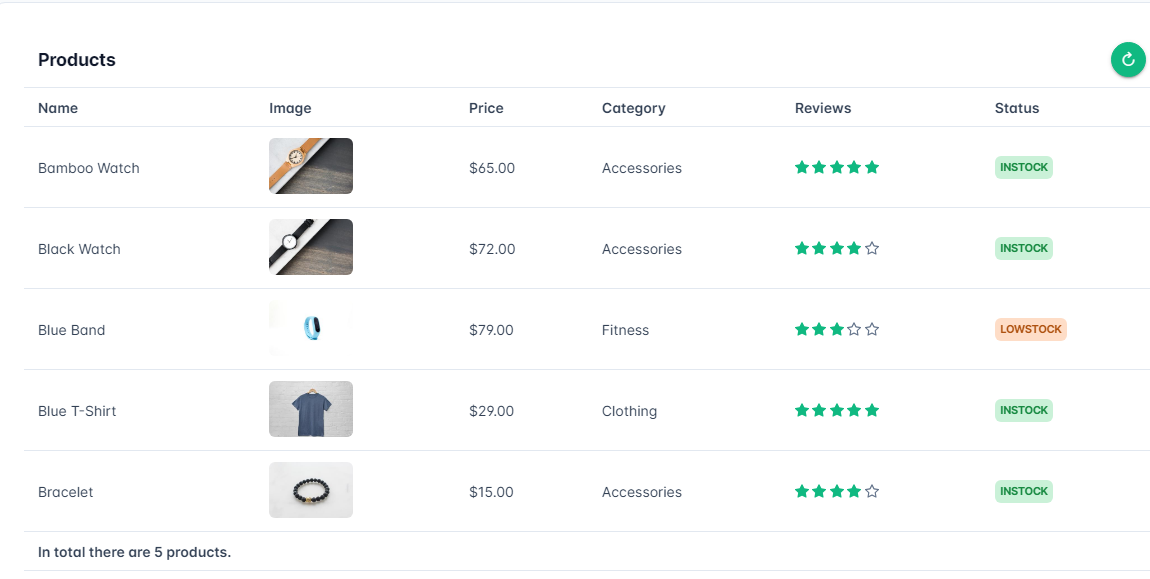 Products
Name Image Price Category Reviews Status
Bamboo Watch $65.00 Accessories INSTOCK
Black Watch $72.00 Accessories INSTOCK
Blue Band $79.00 Fitness LOWSTOCK
Blue T-Shirt $29.00 Clothing INSTOCK
Bracelet $15.00 Accessories INSTOCK
In total there are 5 products.